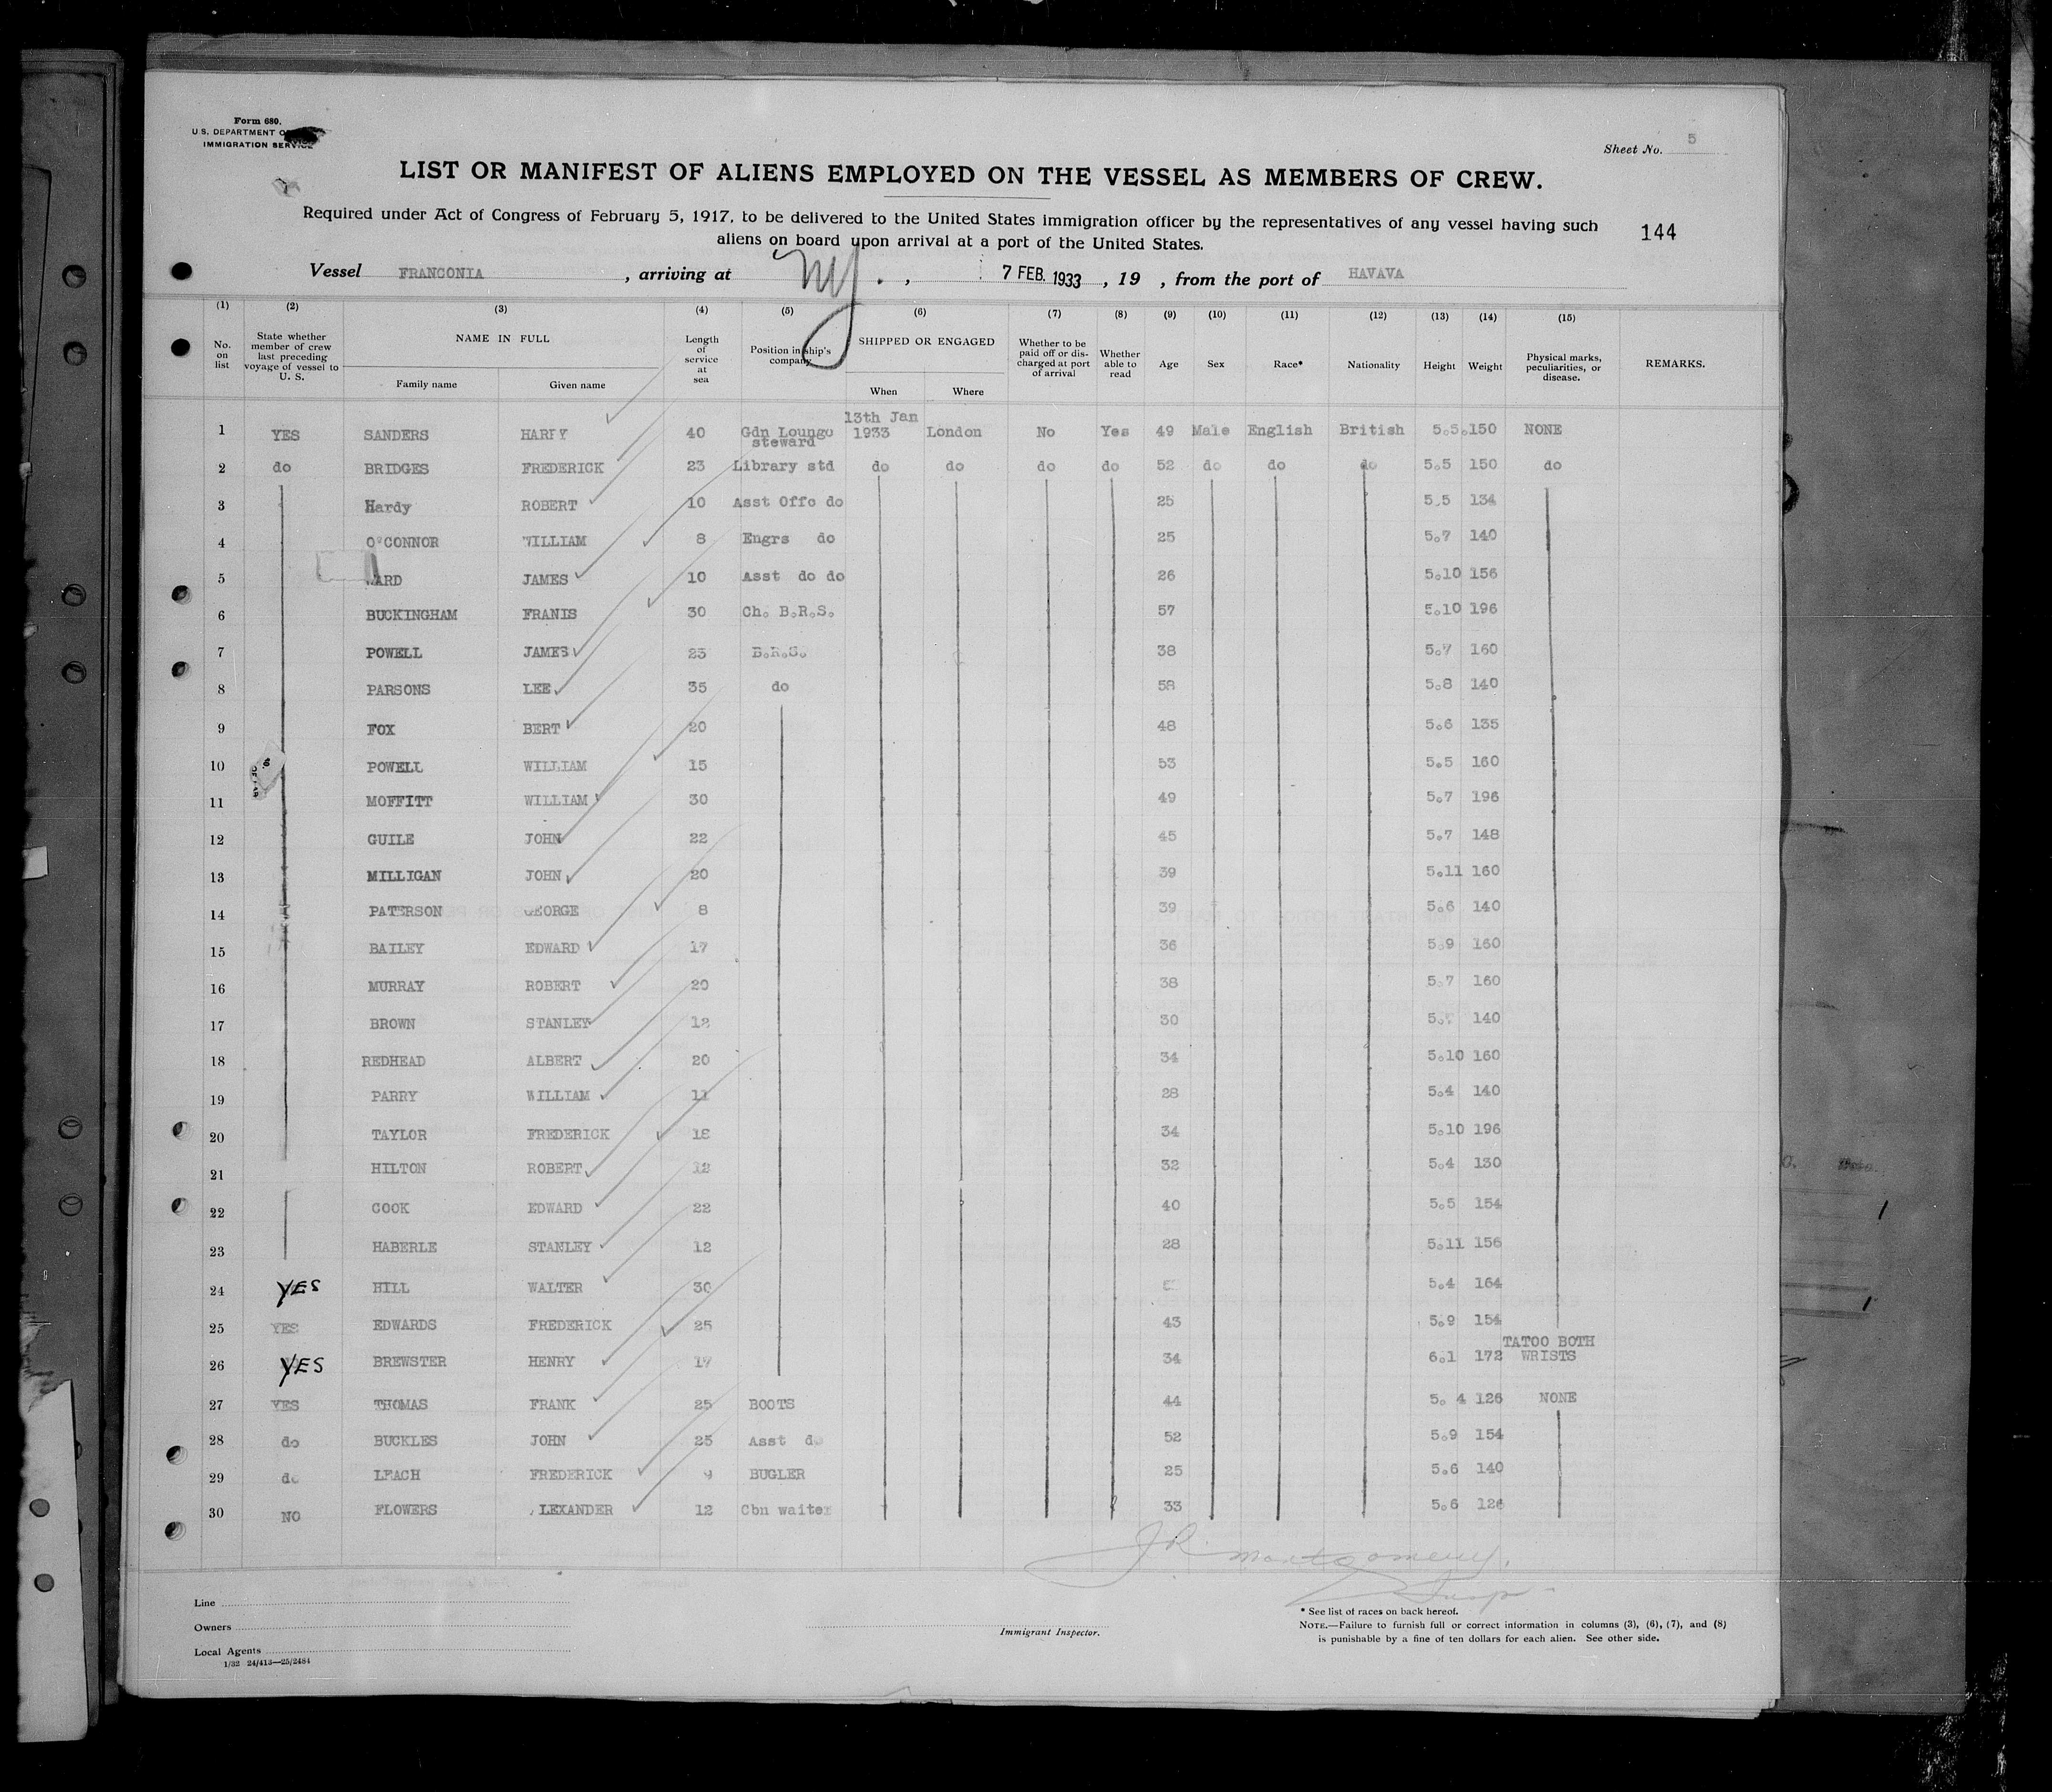 Form 680.
U.S. DEPARTMENT
IMMIGRATION SERVICE
Sheet No. 5
LIST OR MANIFEST OF ALIENS EMPLOYED ON THE VESSEL AS MEMBERS OF CREW.
Required under Act of Congress of February 5, 1917, to be delivered to the United States immigration officer by the representatives of any vessel having such
aliens on board upon arrival at a port of the United States.
144
Vessel FRANCONIA, arriving at NY., 7 FEB. 1933, 19 , from the port of HAVAVA
(1) (2) (3) (4) (5) (6) (7) (8) (9) (10) (11) (12) (13) (14) (15)
No. on list State whether member of crew last preceding voyage of vessel to U. S. NAME IN FULL Family name Given name Length of service at sea Position in ship's company SHIPPED OR ENGAGED When Where Whether to be paid off or discharged at port of arrival Whether able to read Age Sex Race* Nationality Height Weight Physical marks, peculiarities, or disease. REMARKS.
1 YES SANDERS HARRY 40 Gdn Lounge steward 13th Jan 1933 London No Yes 49 Male English British 5.5. 150 NONE
2 do BRIDGES FREDERICK 23 Library std do do do do 52 do do do 5.5 150 do
3 Hardy ROBERT 10 Asst Offc do 25 5.5 134
4 O'CONNOR WILLIAM 8 Engrs do 25 5.7 140
5 WARD JAMES 10 Asst do do 26 5.10 156
6 BUCKINGHAM FRANIS 30 Ch. B.R.S. 57 5.10 196
7 POWELL JAMES 25 B.R.S. 38 5.7 160
8 PARSONS LEE 35 do 58 5.8 140
9 FOX BERT 20 48 5.6 135
10 POWELL WILLIAM 15 53 5.5 160
11 MOFFITT WILLIAM 30 49 5.7 196
12 GUILE JOHN 22 45 5.7 148
13 MILLIGAN JOHN 20 39 5.11 160
14 PATERSON GEORGE 8 39 5.6 140
15 BAILEY EDWARD 17 36 5.9 160
16 MURRAY ROBERT 20 38 5.7 160
17 BROWN STANLEY 12 30 140
18 REDHEAD ALBERT 20 34 5.10 160
19 PARRY WILLIAM 11 28 5.4 140
20 TAYLOR FREDERICK 18 34 5.10 196
21 HILTON ROBERT 12 32 5.4 130
22 COOK EDWARD 22 40 5.5 154
23 HABERLE STANLEY 12 28 5.11 156
24 YES HILL WALTER 30 5.4 164
25 YES EDWARDS FREDERICK 25 43 5.9 154
26 YES BREWSTER HENRY 17 34 6.1 172 TATOO BOTH WRISTS
27 YES THOMAS FRANK 25 BOOTS 44 5. 4 126 NONE
28 do BUCKLES JOHN 25 Asst do 52 5.9 154
29 do LEACH FREDERICK 9 BUGLER 25 5.6 140
30 NO FLOWERS ALEXANDER 12 Cbn waiter 33 5.6 126
J R Montgomery.
Insp
Line
Owners
Local Agents
1/32 24/413—25/2484
Immigrant Inspector.
* See list of races on back hereof.
NOTE.—Failure to furnish full or correct information in columns (3), (6), (7), and (8)
is punishable by a fine of ten dollars for each alien. See other side.